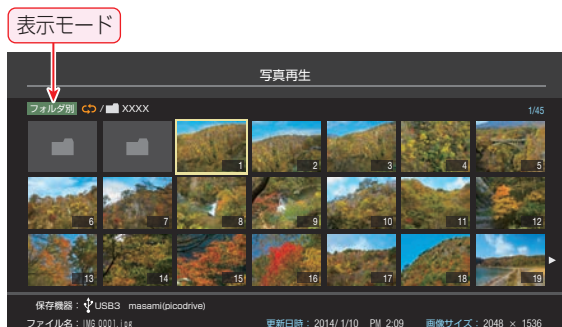 表示モード
写真再生
フォルダ別 / XXXX 1/45
1 2 3 4 5
6 7 8 9 10 11 12
13 14 15 16 17 18 19
保存機器： USB3 masami(picodrive)
ファイル名：IMG_0001.jpg 更新日時：2014/ 1/10 PM 2:09 画像サイズ：2048 × 1536